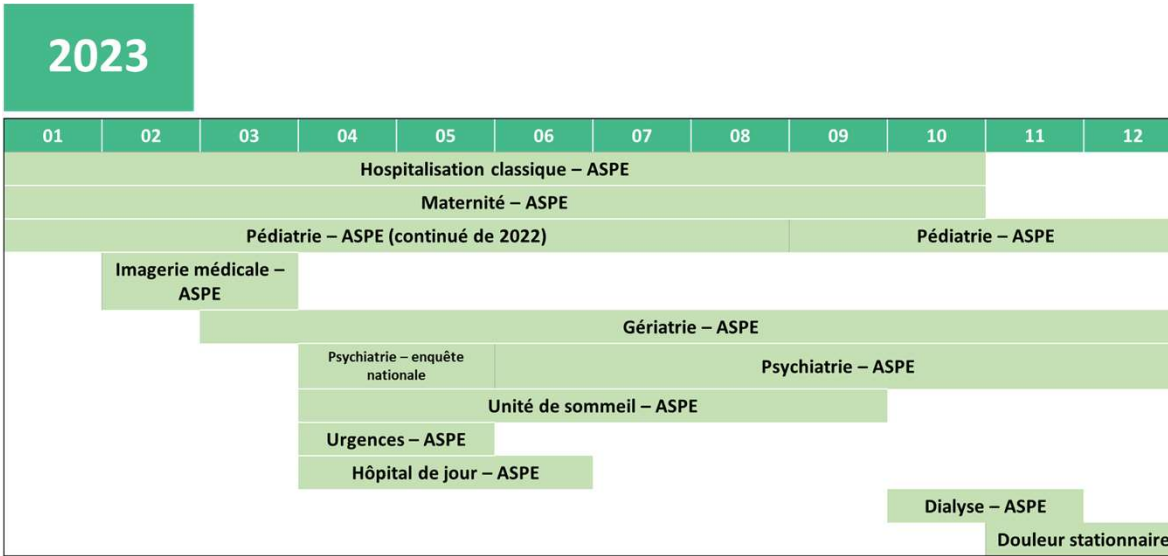 2023
01 02 03 04 05 06 07 08 09 10 11 12
Hospitalisation classique – ASPE
Maternité – ASPE
Pédiatrie – ASPE (continué de 2022) Pédiatrie – ASPE
Imagerie médicale –
ASPE
Gériatrie – ASPE
Psychiatrie – enquête
nationale
Psychiatrie – ASPE
Unité de sommeil – ASPE
Urgences – ASPE
Hôpital de jour – ASPE
Dialyse – ASPE
Douleur stationnaire